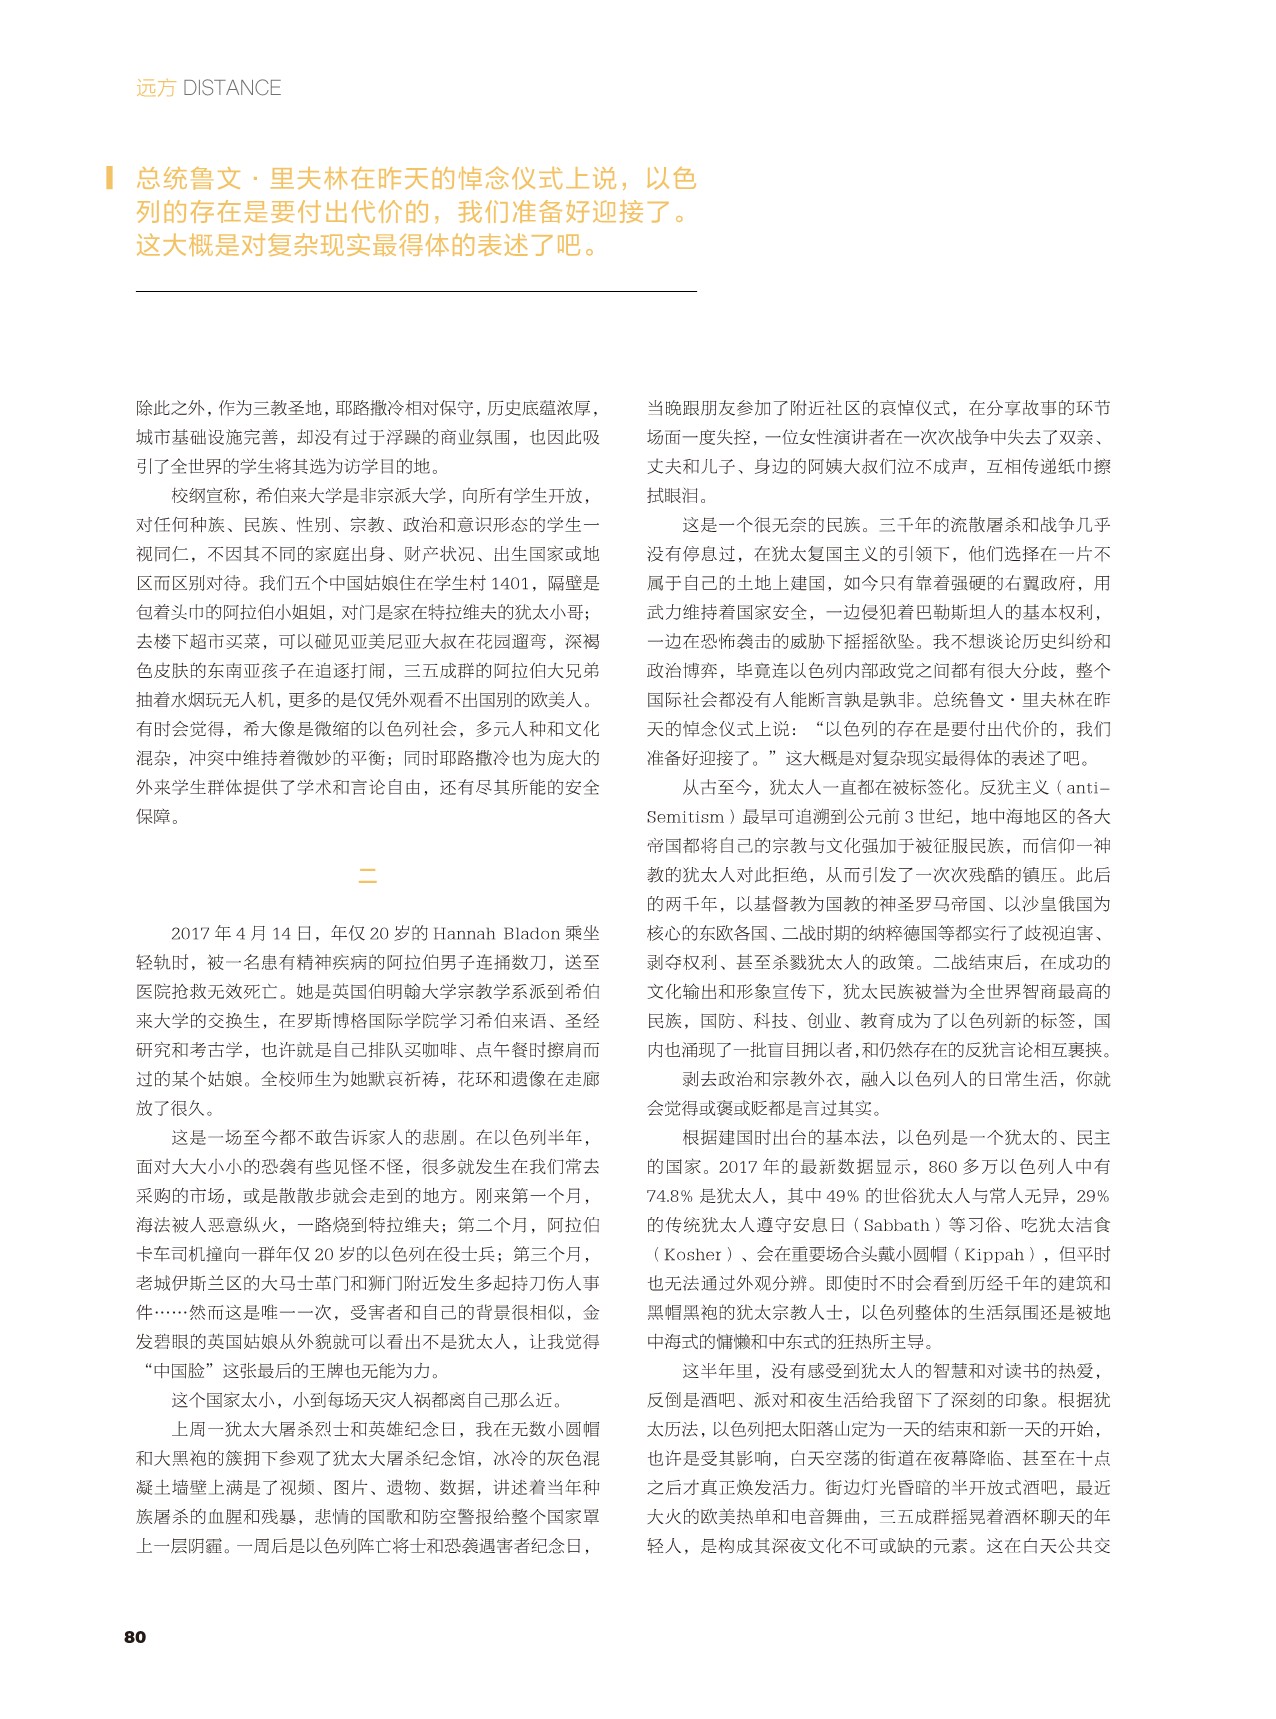 远方 DISTANCE
总统鲁文·里夫林在昨天的悼念仪式上说，以色
列的存在是要付出代价的，我们准备好迎接了。
这大概是对复杂现实最得体的表述了吧。
除此之外，作为三教圣地，耶路撒冷相对保守，历史底蕴浓厚，
城市基础设施完善，却没有过于浮躁的商业氛围，也因此吸
引了全世界的学生将其选为访学目的地。
校纲宣称，希伯来大学是非宗派大学，向所有学生开放，
对任何种族、民族、性别、宗教、政治和意识形态的学生一
视同仁，不因其不同的家庭出身、财产状况、出生国家或地
区而区别对待。我们五个中国姑娘住在学生村 1401，隔壁是
包着头巾的阿拉伯小姐姐，对门是家在特拉维夫的犹太小哥；
去楼下超市买菜，可以碰见亚美尼亚大叔在花园遛弯，深褐
色皮肤的东南亚孩子在追逐打闹，三五成群的阿拉伯大兄弟
抽着水烟玩无人机，更多的是仅凭外观看不出国别的欧美人。
有时会觉得，希大像是微缩的以色列社会，多元人种和文化
混杂，冲突中维持着微妙的平衡；同时耶路撒冷也为庞大的
外来学生群体提供了学术和言论自由，还有尽其所能的安全
保障。
二
2017 年 4 月 14 日，年仅 20 岁的 Hannah Bladon 乘坐
轻轨时，被一名患有精神疾病的阿拉伯男子连捅数刀，送至
医院抢救无效死亡。她是英国伯明翰大学宗教学系派到希伯
来大学的交换生，在罗斯博格国际学院学习希伯来语、圣经
研究和考古学，也许就是自己排队买咖啡、点午餐时擦肩而
过的某个姑娘。全校师生为她默哀祈祷，花环和遗像在走廊
放了很久。
这是一场至今都不敢告诉家人的悲剧。在以色列半年，
面对大大小小的恐袭有些见怪不怪，很多就发生在我们常去
采购的市场，或是散散步就会走到的地方。刚来第一个月，
海法被人恶意纵火，一路烧到特拉维夫；第二个月，阿拉伯
卡车司机撞向一群年仅 20 岁的以色列在役士兵；第三个月，
老城伊斯兰区的大马士革门和狮门附近发生多起持刀伤人事
件……然而这是唯一一次，受害者和自己的背景很相似，金
发碧眼的英国姑娘从外貌就可以看出不是犹太人，让我觉得
“中国脸”这张最后的王牌也无能为力。
这个国家太小，小到每场天灾人祸都离自己那么近。
上周一犹太大屠杀烈士和英雄纪念日，我在无数小圆帽
和大黑袍的簇拥下参观了犹太大屠杀纪念馆，冰冷的灰色混
凝土墙壁上满是了视频、图片、遗物、数据，讲述着当年种
族屠杀的血腥和残暴，悲情的国歌和防空警报给整个国家罩
上一层阴霾。一周后是以色列阵亡将士和恐袭遇害者纪念日，
当晚跟朋友参加了附近社区的哀悼仪式，在分享故事的环节
场面一度失控，一位女性演讲者在一次次战争中失去了双亲、
丈夫和儿子、身边的阿姨大叔们泣不成声，互相传递纸巾擦
拭眼泪。
这是一个很无奈的民族。三千年的流散屠杀和战争几乎
没有停息过，在犹太复国主义的引领下，他们选择在一片不
属于自己的土地上建国，如今只有靠着强硬的右翼政府，用
武力维持着国家安全，一边侵犯着巴勒斯坦人的基本权利，
一边在恐怖袭击的威胁下摇摇欲坠。我不想谈论历史纠纷和
政治博弈，毕竟连以色列内部政党之间都有很大分歧，整个
国际社会都没有人能断言孰是孰非。总统鲁文·里夫林在昨
天的悼念仪式上说：“以色列的存在是要付出代价的，我们
准备好迎接了。”这大概是对复杂现实最得体的表述了吧。
从古至今，犹太人一直都在被标签化。反犹主义（anti-
Semitism）最早可追溯到公元前 3 世纪，地中海地区的各大
帝国都将自己的宗教与文化强加于被征服民族，而信仰一神
教的犹太人对此拒绝，从而引发了一次次残酷的镇压。此后
的两千年，以基督教为国教的神圣罗马帝国、以沙皇俄国为
核心的东欧各国、二战时期的纳粹德国等都实行了歧视迫害、
剥夺权利、甚至杀戮犹太人的政策。二战结束后，在成功的
文化输出和形象宣传下，犹太民族被誉为全世界智商最高的
民族，国防、科技、创业、教育成为了以色列新的标签，国
内也涌现了一批盲目拥以者，和仍然存在的反犹言论相互裹挟。
剥去政治和宗教外衣，融入以色列人的日常生活，你就
会觉得或褒或贬都是言过其实。
根据建国时出台的基本法，以色列是一个犹太的、民主
的国家。2017 年的最新数据显示，860 多万以色列人中有
74.8% 是犹太人，其中 49% 的世俗犹太人与常人无异，29%
的传统犹太人遵守安息日（Sabbath）等习俗、吃犹太洁食
（Kosher）、会在重要场合头戴小圆帽（Kippah），但平时
也无法通过外观分辨。即使时不时会看到历经千年的建筑和
黑帽黑袍的犹太宗教人士，以色列整体的生活氛围还是被地
中海式的慵懒和中东式的狂热所主导。
这半年里，没有感受到犹太人的智慧和对读书的热爱，
反倒是酒吧、派对和夜生活给我留下了深刻的印象。根据犹
太历法，以色列把太阳落山定为一天的结束和新一天的开始，
也许是受其影响，白天空荡的街道在夜幕降临、甚至在十点
之后才真正焕发活力。街边灯光昏暗的半开放式酒吧，最近
大火的欧美热单和电音舞曲，三五成群摇晃着酒杯聊天的年
轻人，是构成其深夜文化不可或缺的元素。这在白天公共交
80